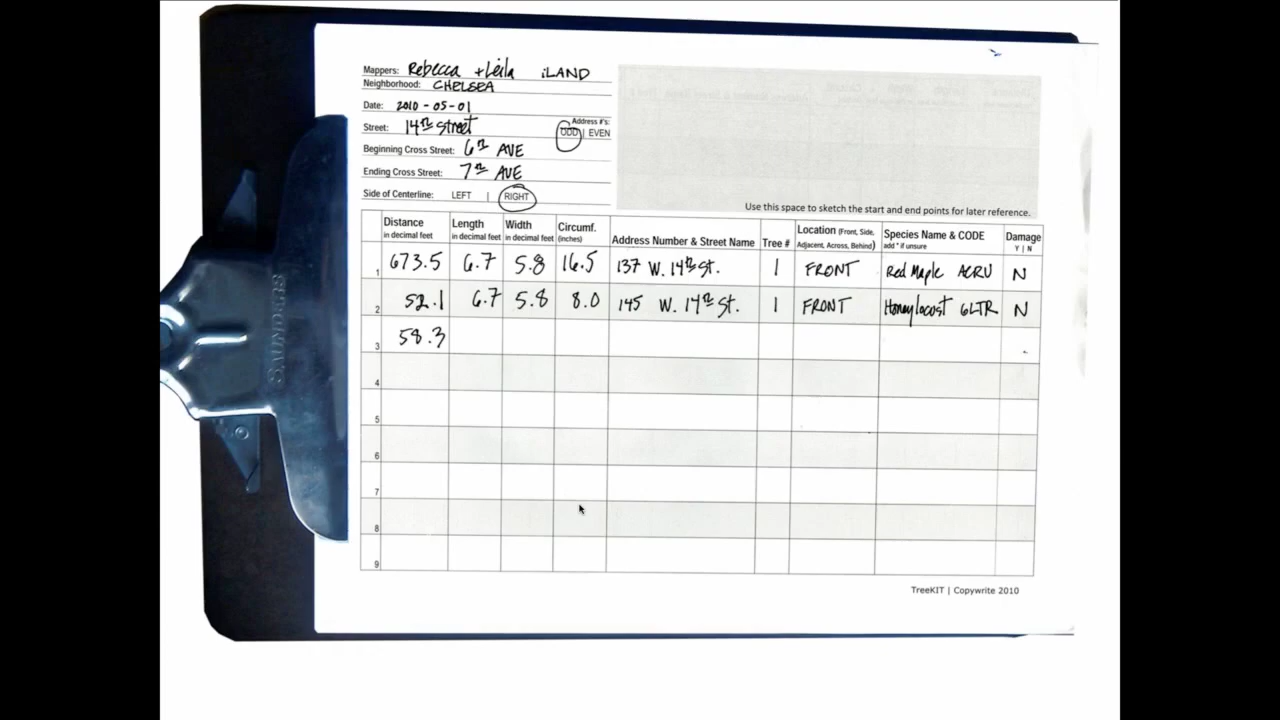 Mappers: Rebecca + Leila iLAND
Neighborhood: CHELSEA
Date: 2010-05-01
Address #'s:
Street: 14th Street ODD | EVEN
Beginning Cross Street: 6th AVE
Ending Cross Street: 7th AVE
Side of Centerline: LEFT | RIGHT
Use this space to sketch the start and end points for later reference.
Distance in decimal feet Length in decimal feet Width in decimal feet Circumf. (inches) Address Number & Street Name Tree # Location (Front, Side, Adjacent, Across, Behind) Species Name & CODE add * if unsure Damage Y | N
1 673.5 6.7 5.8 16.5 137 W. 14th St. 1 FRONT Red Maple ACRU N
2 52.1 6.7 5.8 8.0 145 W. 14th St. 1 FRONT Honeylocust GLTR N
3 58.3
4
5
6
7
8
9
TreeKIT | Copywrite 2010
SAUNDERS